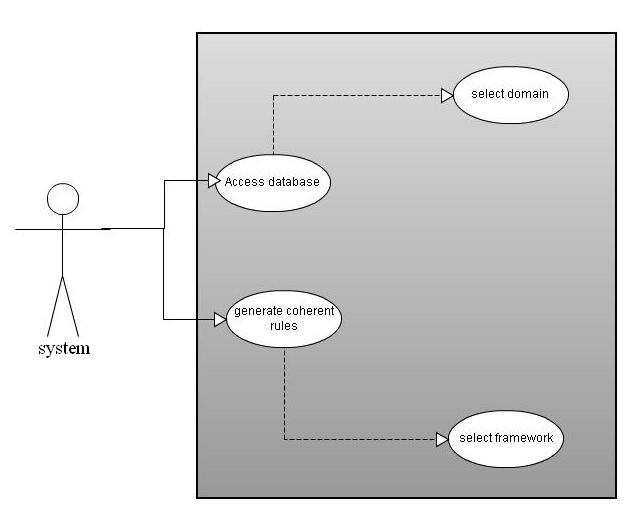 select domain
Access database
generate coherent
rules
system
select framework